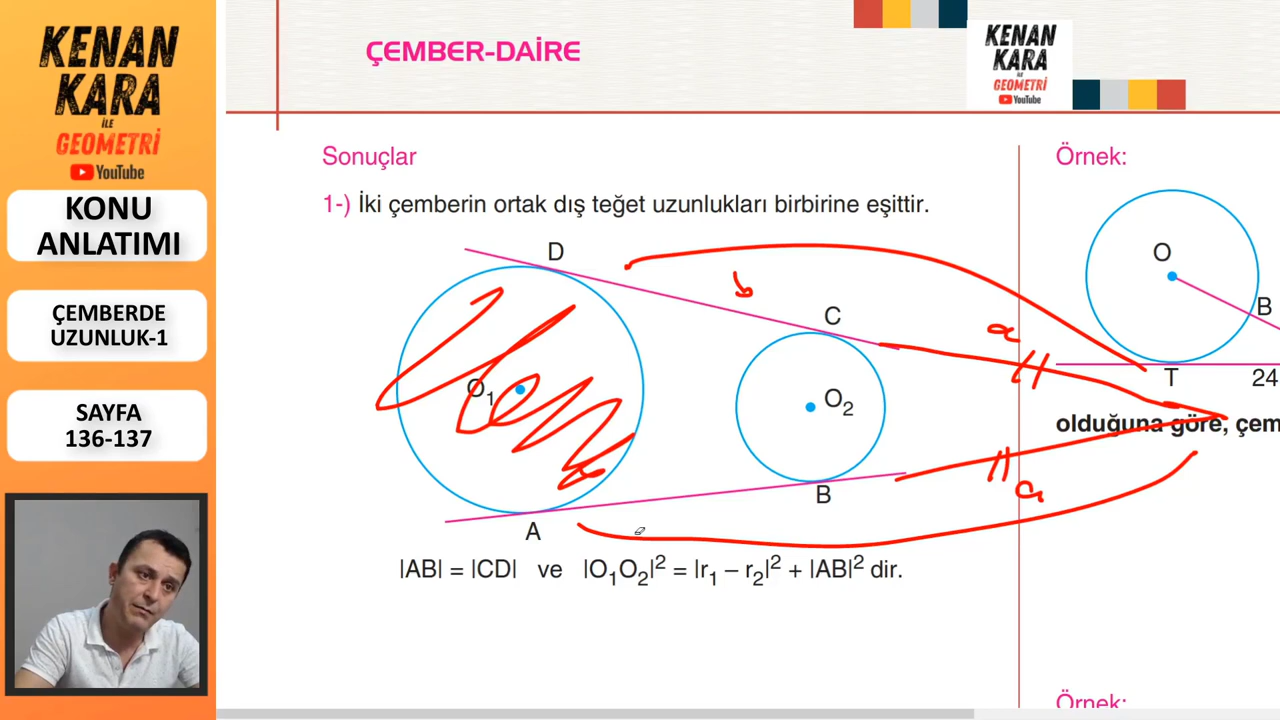 KENAN
KARA
İLE
GEOMETRİ
YouTube
KONU
ANLATIMI
ÇEMBERDE
UZUNLUK-1
SAYFA
136-137
ÇEMBER-DAİRE
KENAN
KARA
İLE
GEOMETRİ
YouTube
Sonuçlar
1-) İki çemberin ortak dış teğet uzunlukları birbirine eşittir.
D
C
O₁
O₂
B
A
a
a
|AB| = |CD| ve |O₁O₂|² = |r₁ – r₂|² + |AB|² dir.
Örnek:
O
B
T
24
olduğuna göre, çem
Örnek: